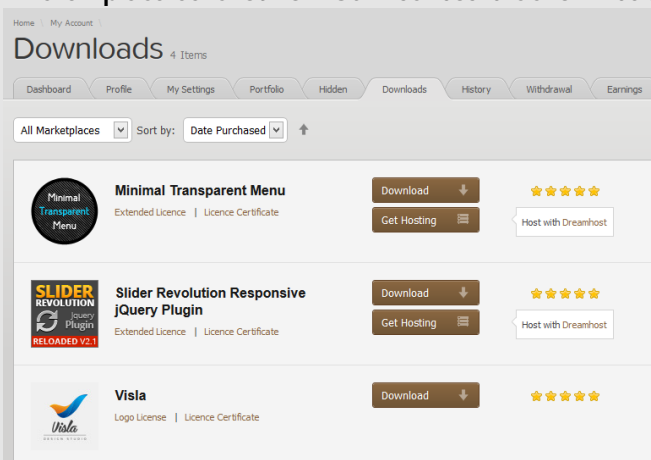 Home \ My Account \
Downloads 4 Items
Dashboard Profile My Settings Portfolio Hidden Downloads History Withdrawal Earnings
All Marketplaces Sort by: Date Purchased
Minimal
Transparent
Menu
Minimal Transparent Menu
Extended Licence | Licence Certificate
Download
Get Hosting
Host with Dreamhost
SLIDER
REVOLUTION
jquery
Plugin
RELOADED V2.1
Slider Revolution Responsive
jQuery Plugin
Extended Licence | Licence Certificate
Download
Get Hosting
Host with Dreamhost
Visla
DESIGN STUDIO
Visla
Logo License | Licence Certificate
Download